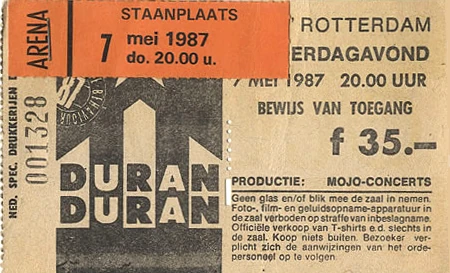 ARENA
STAANPLAATS
7 mei 1987
do. 20.00 u.
NED. SPEC. DRUKKERIJEN
001328
DURAN
DURAN
ROTTERDAM
ERDAGAVOND
7 MEI 1987 20.00 UUR
BEWIJS VAN TOEGANG
f 35.—
PRODUCTIE: MOJO-CONCERTS
Geen glas en/of blik mee de zaal in nemen.
Foto-, film- en geluidsopname-apparatuur in
de zaal verboden op straffe van inbeslagname.
Officiële verkoop van T-shirts e.d. slechts in
de zaal. Koop niets buiten. Bezoeker ver-
plicht zich de aanwijzingen van het orde-
personeel op te volgen.